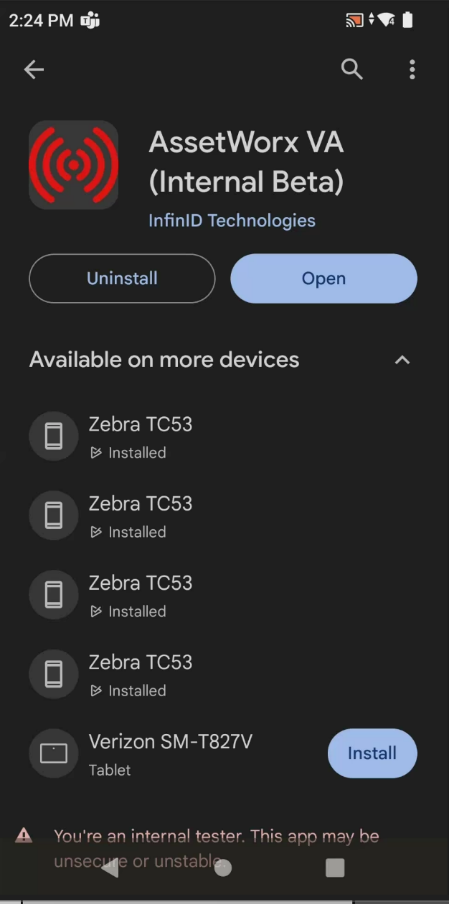 2:24 PM
AssetWorx VA
(Internal Beta)
InfinID Technologies
Uninstall
Open
Available on more devices
Zebra TC53
Installed
Zebra TC53
Installed
Zebra TC53
Installed
Zebra TC53
Installed
Verizon SM-T827V
Tablet
Install
You're an internal tester. This app may be
unsecure or unstable